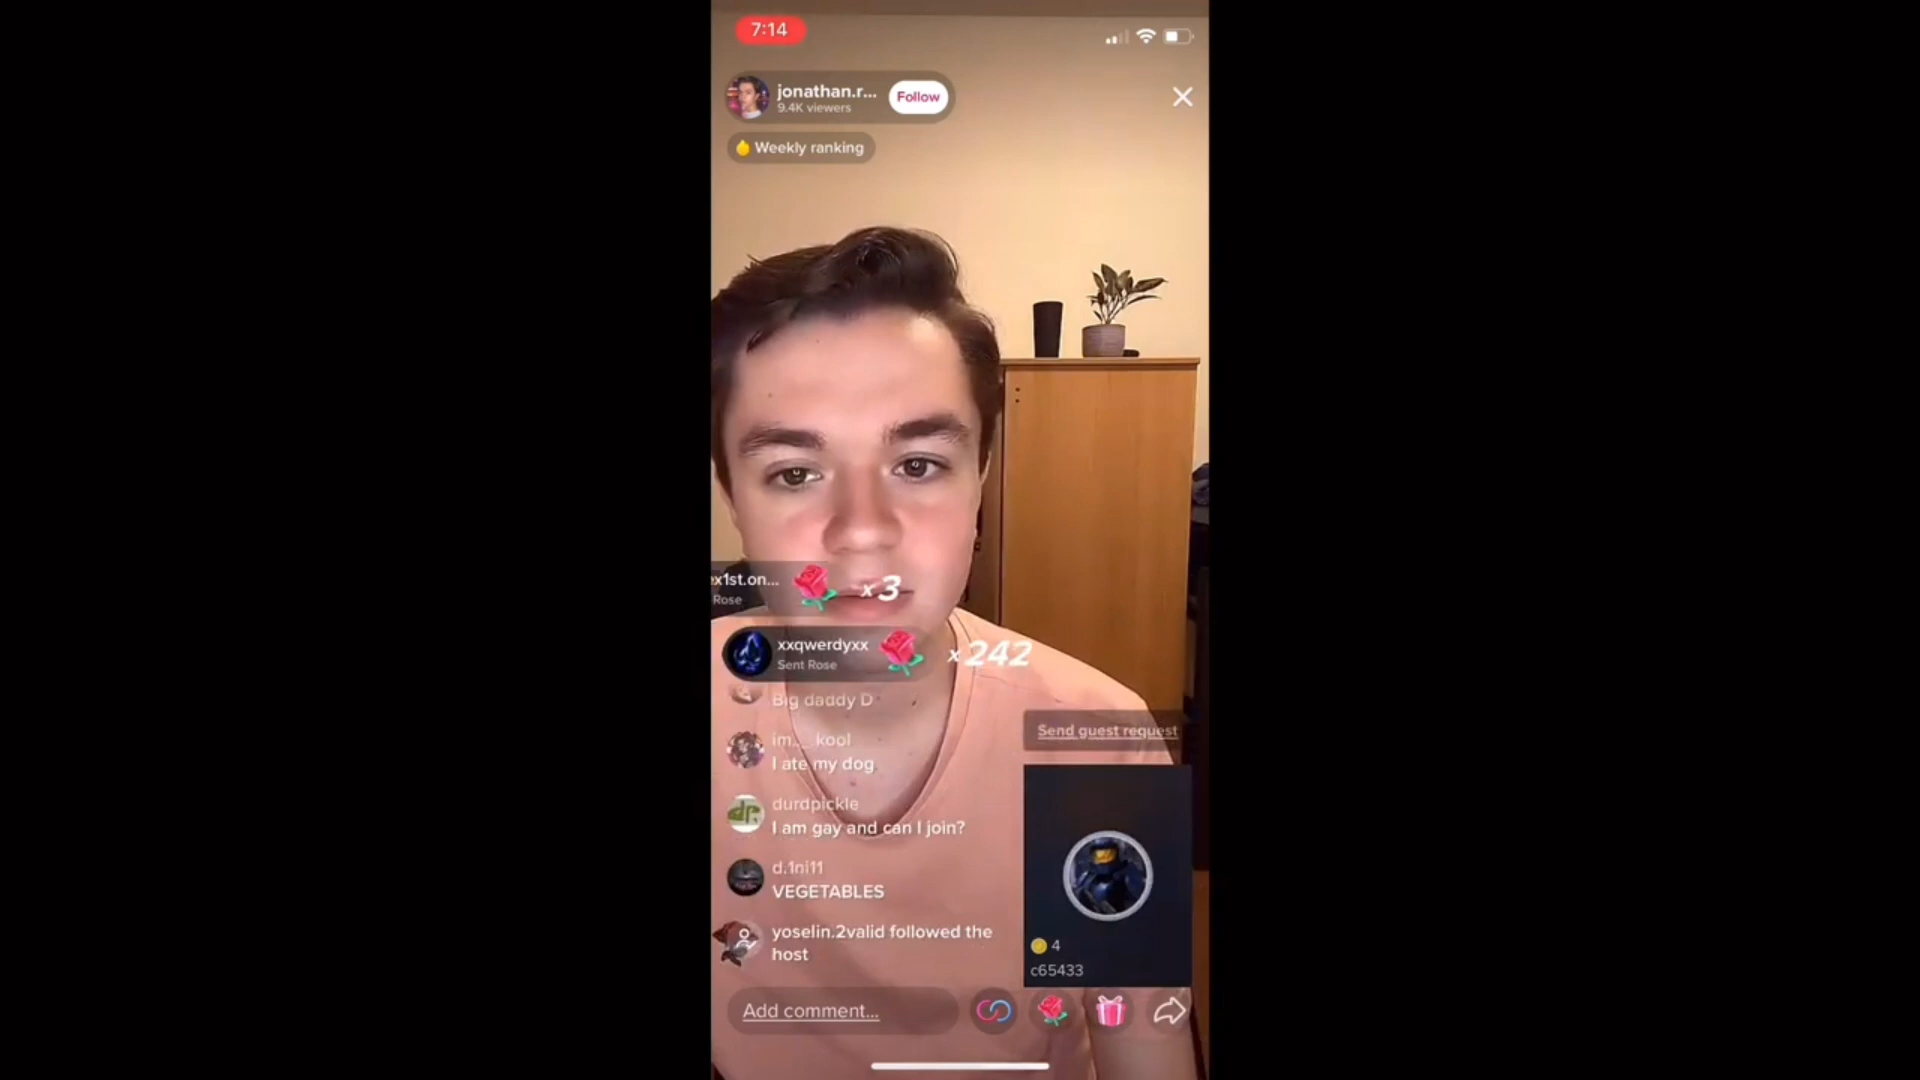 7:14
jonathan.r...
9.4K viewers
Follow
Weekly ranking
x1st.on...
Rose
x3
xxqwerdyxx
Sent Rose
x242
Big daddy D
im._. kool
I ate my dog
durdpickle
I am gay and can I join?
d.1ni11
VEGETABLES
yoselin.2valid followed the
host
Send guest request
4
c65433
Add comment...